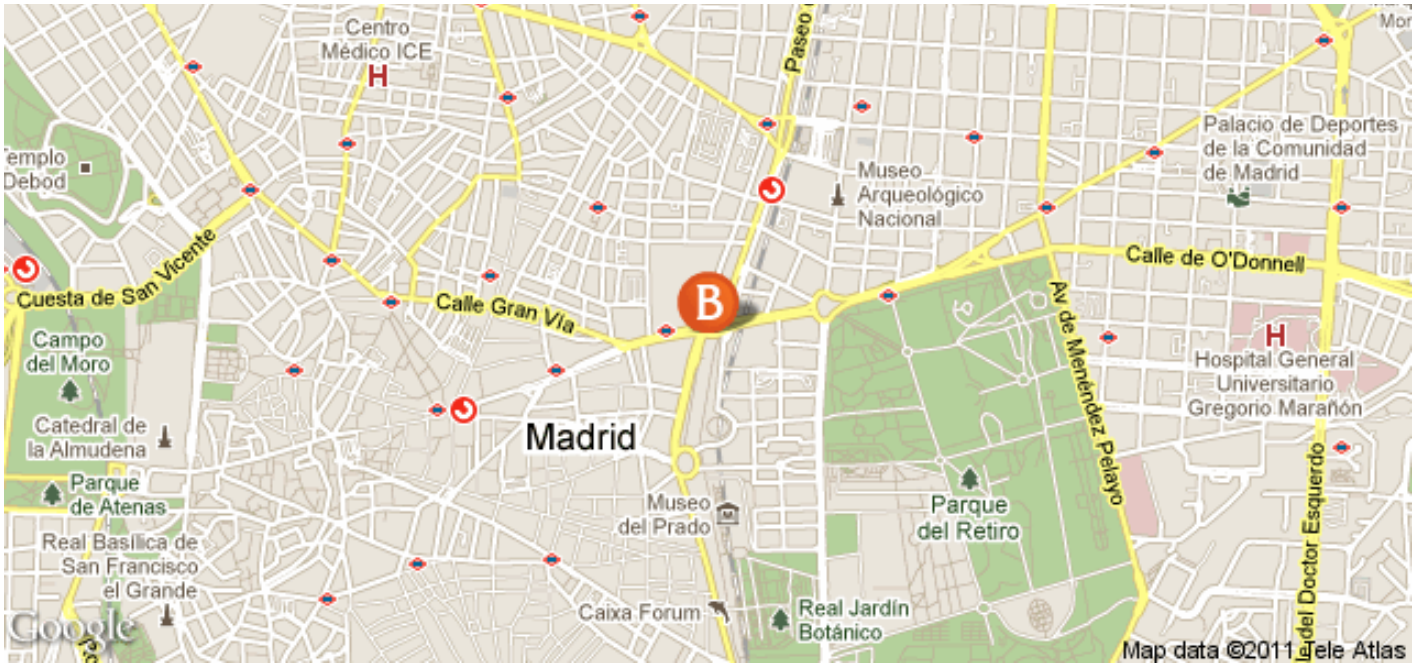 Centro
Médico ICE
H
Paseo
Mor
Templo
Debod
Palacio de Deportes
de la Comunidad
de Madrid
Museo
Arqueológico
Nacional
Cuesta de San Vicente
Calle de O'Donnell
B
Calle Gran Vía
Av de Menéndez Pelayo
Campo
del Moro
H
Hospital General
Universitario
Gregorio Marañón
Catedral de
la Almudena
Madrid
Parque
de Atenas
Museo
del Prado
M
Parque
del Retiro
Real Basílica de
San Francisco
el Grande
del Doctor Esquerdo
Caixa Forum
Real Jardín
Botánico
Google
Map data ©2011 Tele Atlas